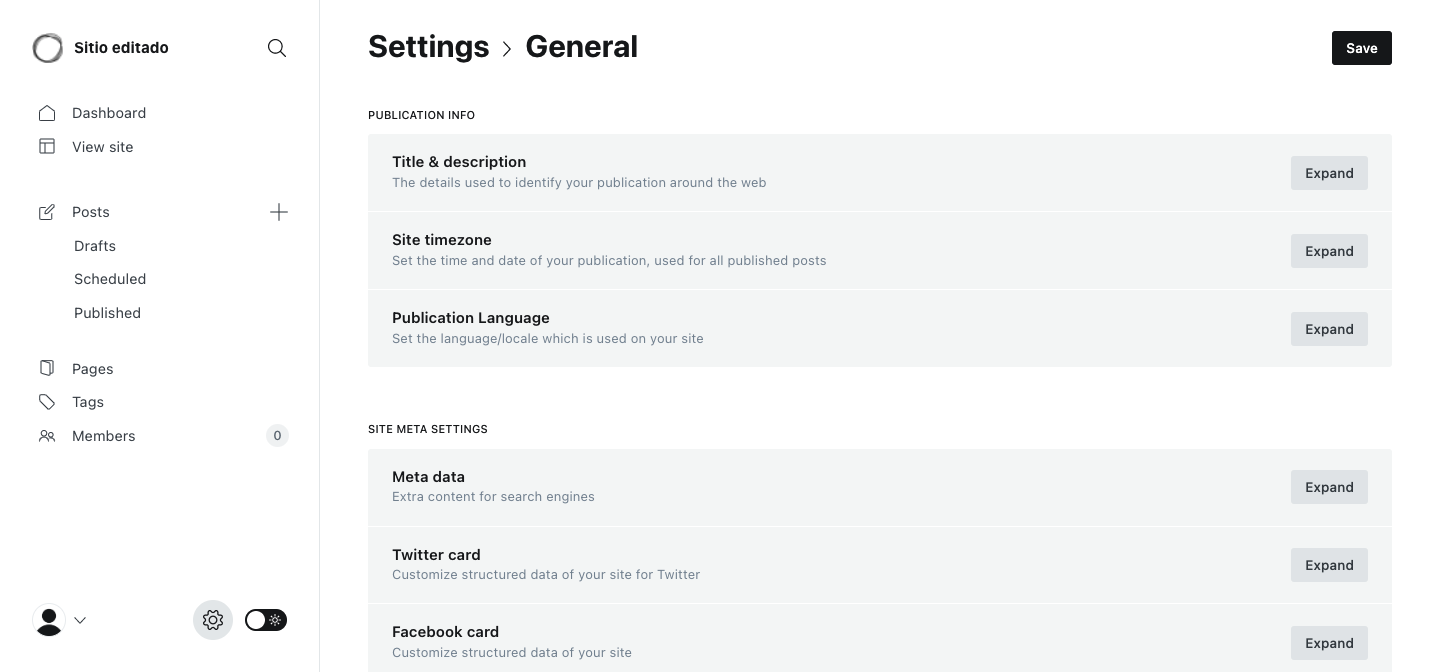 Sitio editado
Dashboard
View site
Posts
Drafts
Scheduled
Published
Pages
Tags
Members 0
Settings > General
Save
PUBLICATION INFO
Title & description
The details used to identify your publication around the web
Expand
Site timezone
Set the time and date of your publication, used for all published posts
Expand
Publication Language
Set the language/locale which is used on your site
Expand
SITE META SETTINGS
Meta data
Extra content for search engines
Expand
Twitter card
Customize structured data of your site for Twitter
Expand
Facebook card
Customize structured data of your site
Expand